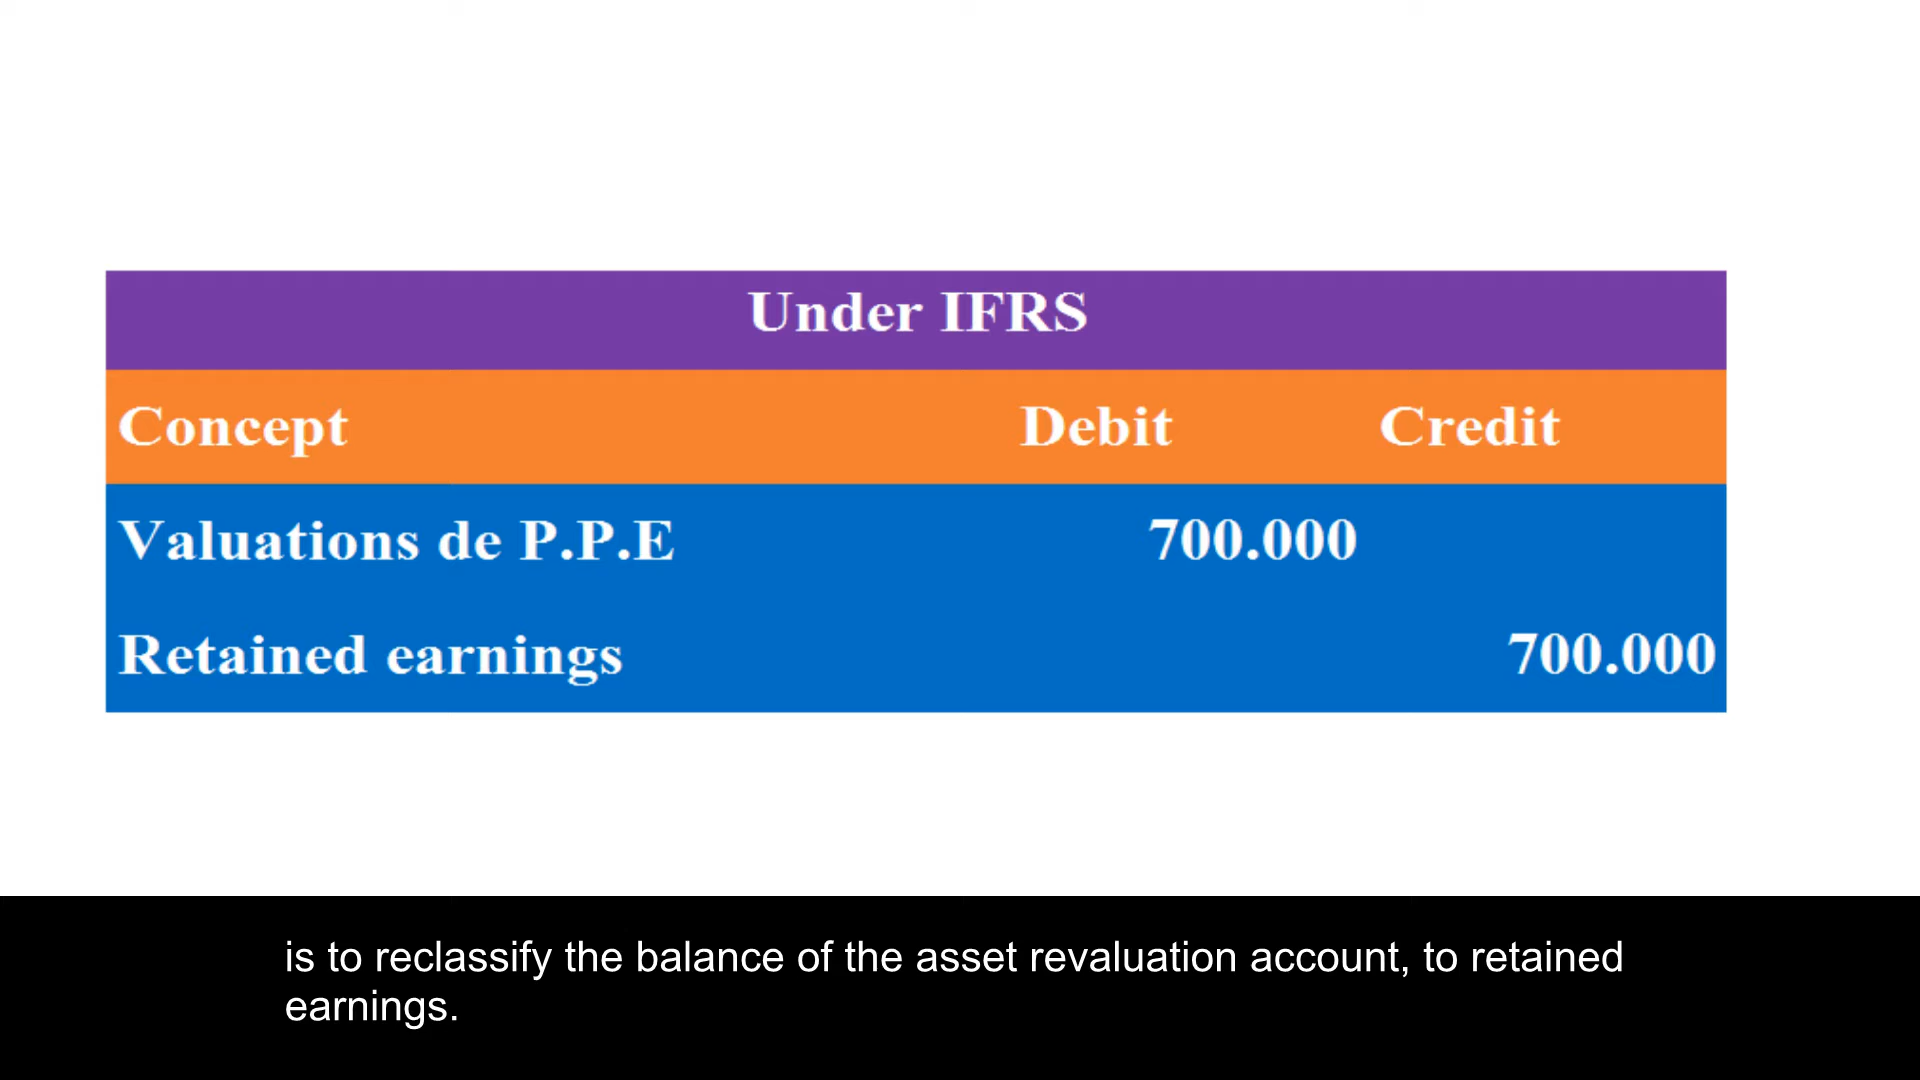 Under IFRS
Concept Debit Credit
Valuations de P.P.E 700.000
Retained earnings 700.000
is to reclassify the balance of the asset revaluation account, to retained
earnings.